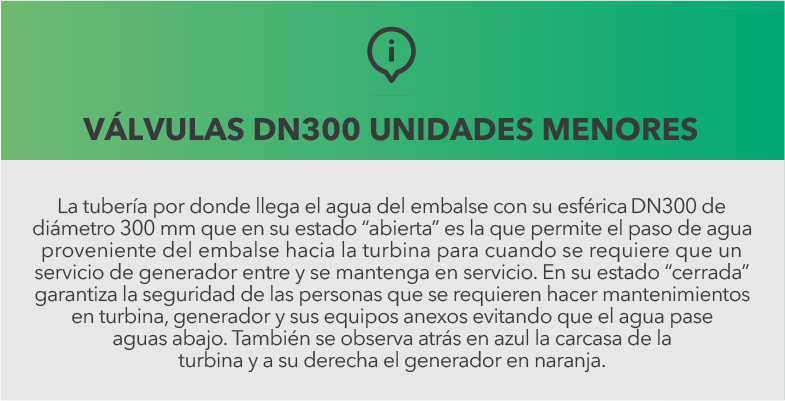 VÁLVULAS DN300 UNIDADES MENORES
La tubería por donde llega el agua del embalse con su esférica DN300 de
diámetro 300 mm que en su estado “abierta” es la que permite el paso de agua
proveniente del embalse hacia la turbina para cuando se requiere que un
servicio de generador entre y se mantenga en servicio. En su estado “cerrada”
garantiza la seguridad de las personas que se requieren hacer mantenimientos
en turbina, generador y sus equipos anexos evitando que el agua pase
aguas abajo. También se observa atrás en azul la carcasa de la
turbina y a su derecha el generador en naranja.